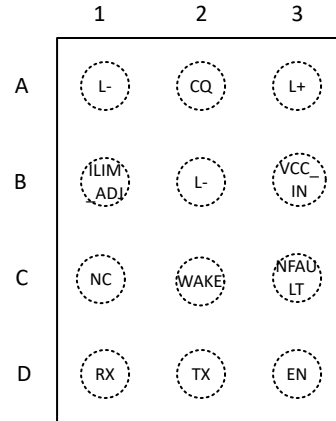 1 2 3
A L- CQ L+
B ILIM_ADJ L- VCC_IN
C NC WAKE NFAULT
D RX TX EN